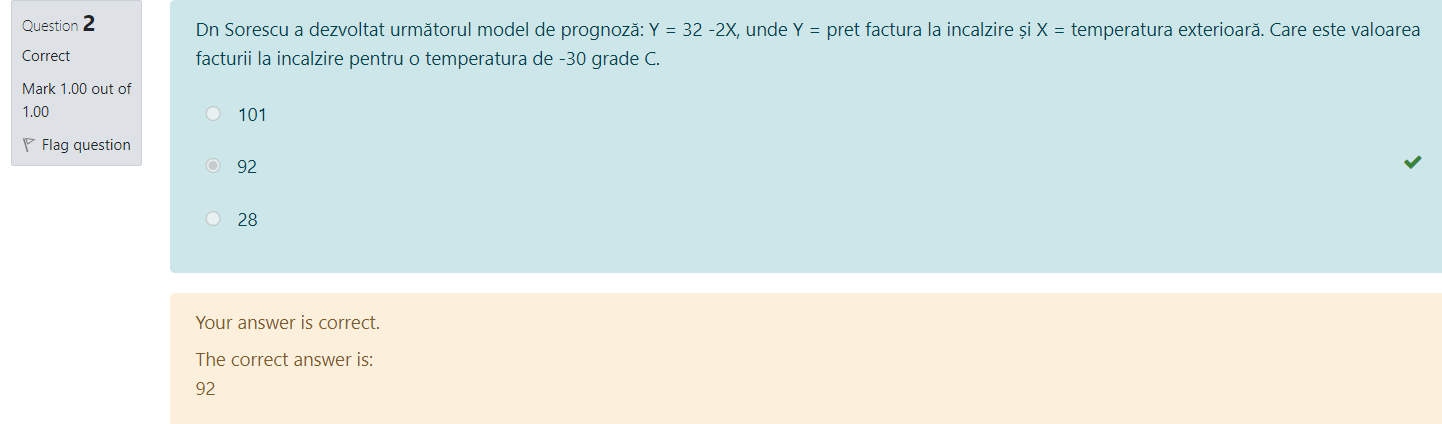 Question 2
Correct
Mark 1.00 out of
1.00
Flag question
Dn Sorescu a dezvoltat următorul model de prognoză: Y = 32 -2X, unde Y = pret factura la incalzire și X = temperatura exterioară. Care este valoarea
facturii la incalzire pentru o temperatura de -30 grade C.
101
92
28
Your answer is correct.
The correct answer is:
92